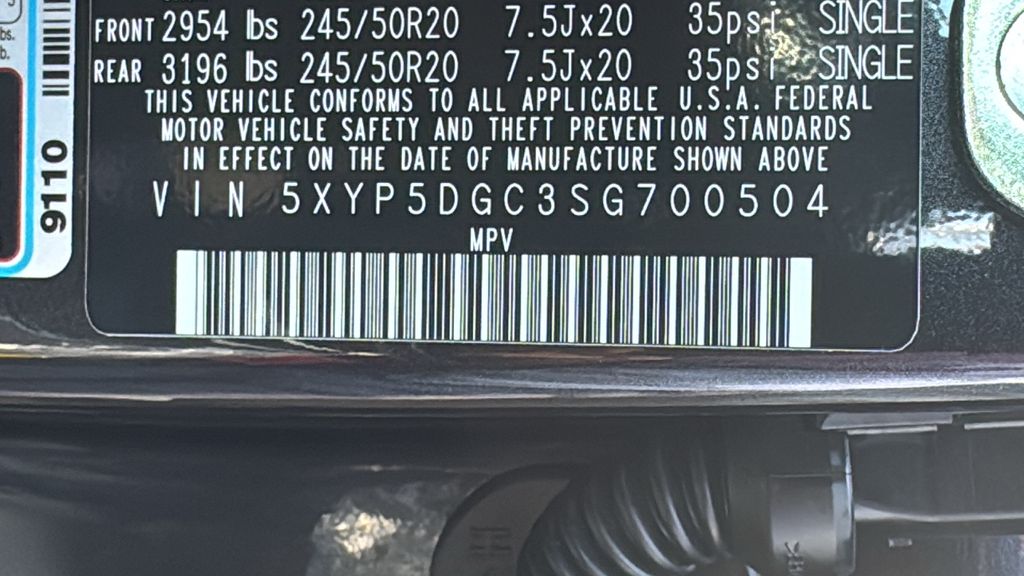 FRONT 2954 lbs 245/50R20 7.5Jx20 35psi SINGLE
REAR 3196 lbs 245/50R20 7.5Jx20 35psi SINGLE
THIS VEHICLE CONFORMS TO ALL APPLICABLE U.S.A. FEDERAL
MOTOR VEHICLE SAFETY AND THEFT PREVENTION STANDARDS
IN EFFECT ON THE DATE OF MANUFACTURE SHOWN ABOVE
VIN 5XYP5DGC3SG700504
MPV
9110
lbs.
b.